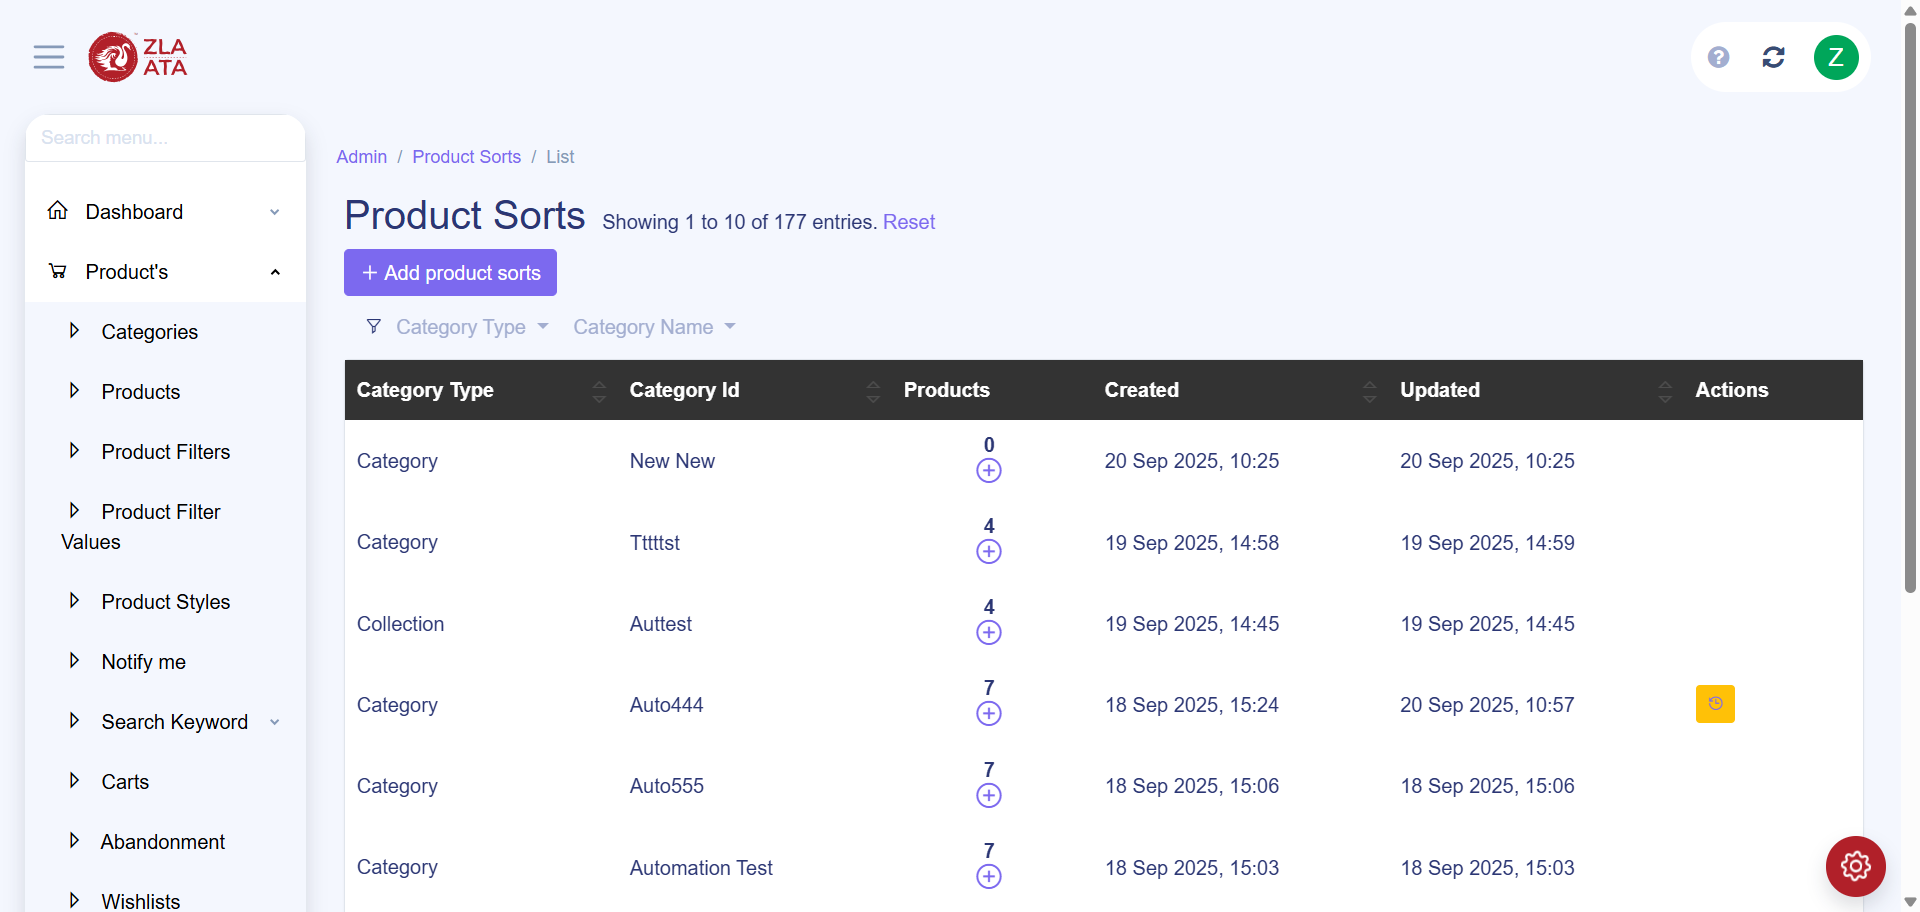 ZLA
ATA
?
Z
Search menu...
Admin / Product Sorts / List
Dashboard
Product Sorts Showing 1 to 10 of 177 entries. Reset
Product's
+ Add product sorts
Categories
Category Type Category Name
Products
Category Type Category Id Products Created Updated Actions
Product Filters
Category New New 0 20 Sep 2025, 10:25 20 Sep 2025, 10:25
Product Filter
Values
Category Tttttst 4 19 Sep 2025, 14:58 19 Sep 2025, 14:59
Product Styles
Collection Auttest 4 19 Sep 2025, 14:45 19 Sep 2025, 14:45
Notify me
Category Auto444 7 18 Sep 2025, 15:24 20 Sep 2025, 10:57
Search Keyword
Carts
Category Auto555 7 18 Sep 2025, 15:06 18 Sep 2025, 15:06
Abandonment
Category Automation Test 7 18 Sep 2025, 15:03 18 Sep 2025, 15:03
Wishlists